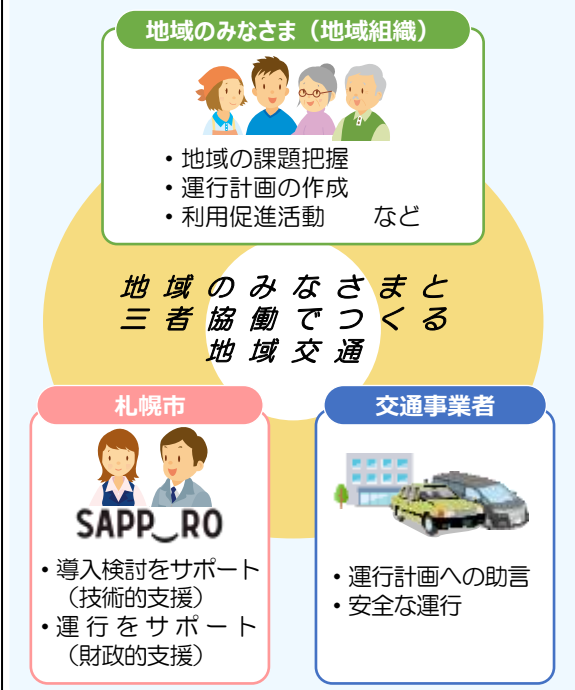 地域のみなさま（地域組織）
・地域の課題把握
・運行計画の作成
・利用促進活動　　など
地域のみなさまと
三者協働でつくる
地域交通
札幌市
SAPP_RO
・導入検討をサポート
（技術的支援）
・運行をサポート
（財政的支援）
交通事業者
・運行計画への助言
・安全な運行